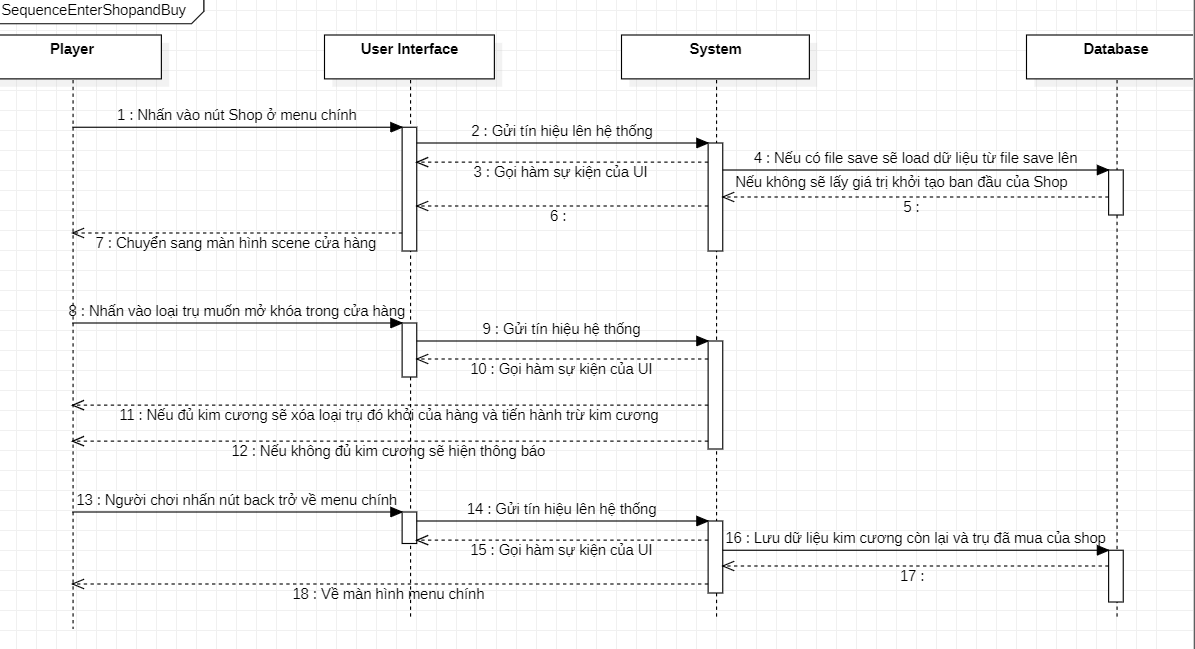 SequenceEnterShopandBuy
Player
User Interface
System
Database
1 : Nhấn vào nút Shop ở menu chính
2 : Gửi tín hiệu lên hệ thống
3 : Gọi hàm sự kiện của UI
4 : Nếu có file save sẽ load dữ liệu từ file save lên
Nếu không sẽ lấy giá trị khởi tạo ban đầu của Shop
5 :
6 :
7 : Chuyển sang màn hình scene cửa hàng
8 : Nhấn vào loại trụ muốn mở khóa trong cửa hàng
9 : Gửi tín hiệu hệ thống
10 : Gọi hàm sự kiện của UI
11 : Nếu đủ kim cương sẽ xóa loại trụ đó khởi của hàng và tiến hành trừ kim cương
12 : Nếu không đủ kim cương sẽ hiện thông báo
13 : Người chơi nhấn nút back trở về menu chính
14 : Gửi tín hiệu lên hệ thống
15 : Gọi hàm sự kiện của UI
16 : Lưu dữ liệu kim cương còn lại và trụ đã mua của shop
17 :
18 : Về màn hình menu chính